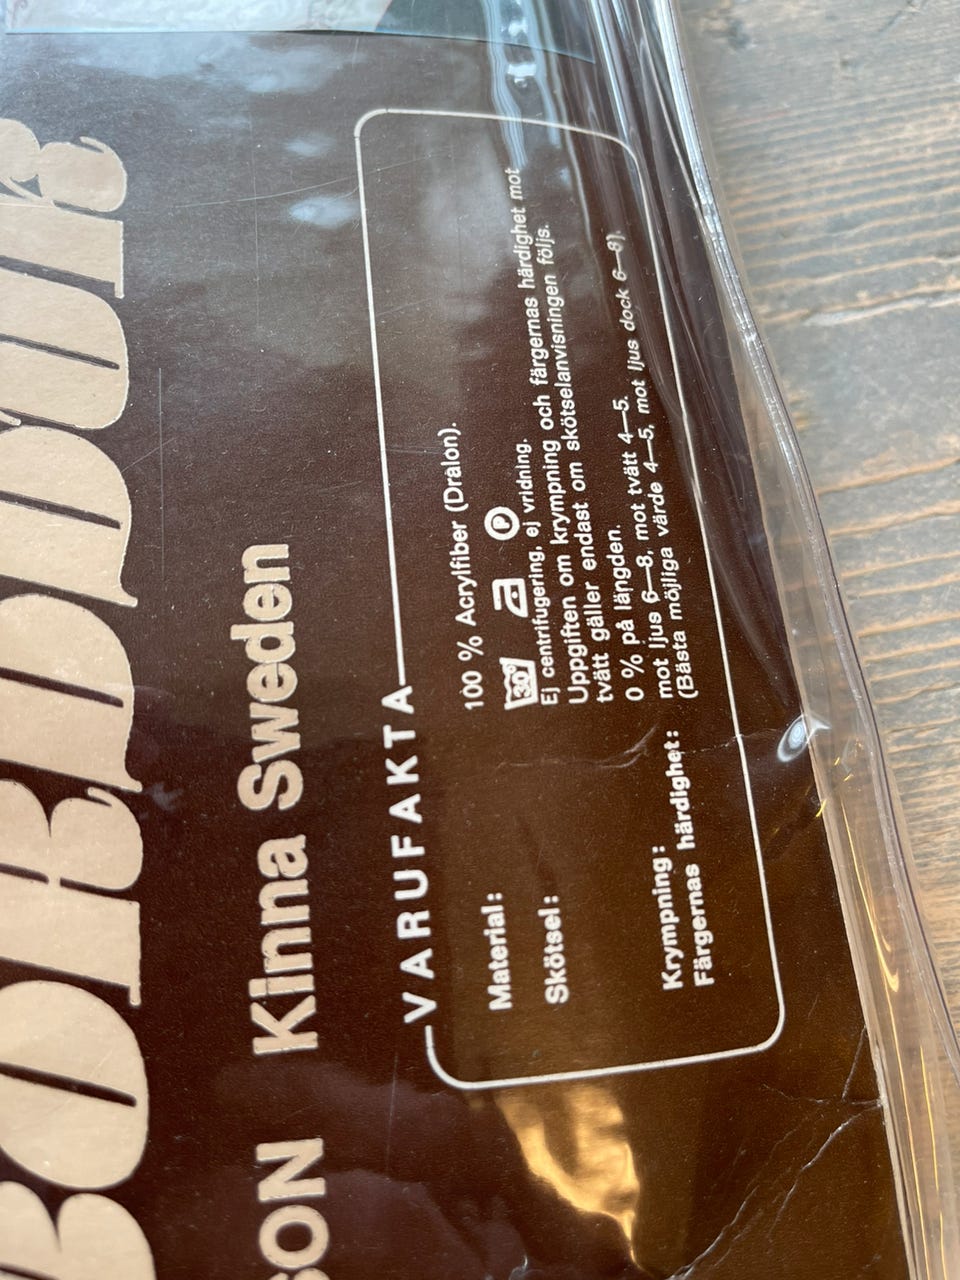 SON Kinna Sweden
VARUFAKTA
Material: 100 % Acrylfiber (Dralon).
Skötsel: 30° P
Ej centrifugering, ej vridning.
Uppgiften om krympning och färgernas härdighet mot
tvätt gäller endast om skötselanvisningen följs.
Krympning: 0 % på längden.
Färgernas härdighet: mot ljus 6—8, mot tvätt 4—5.
(Bästa möjliga värde 4—5, mot ljus dock 6—8).